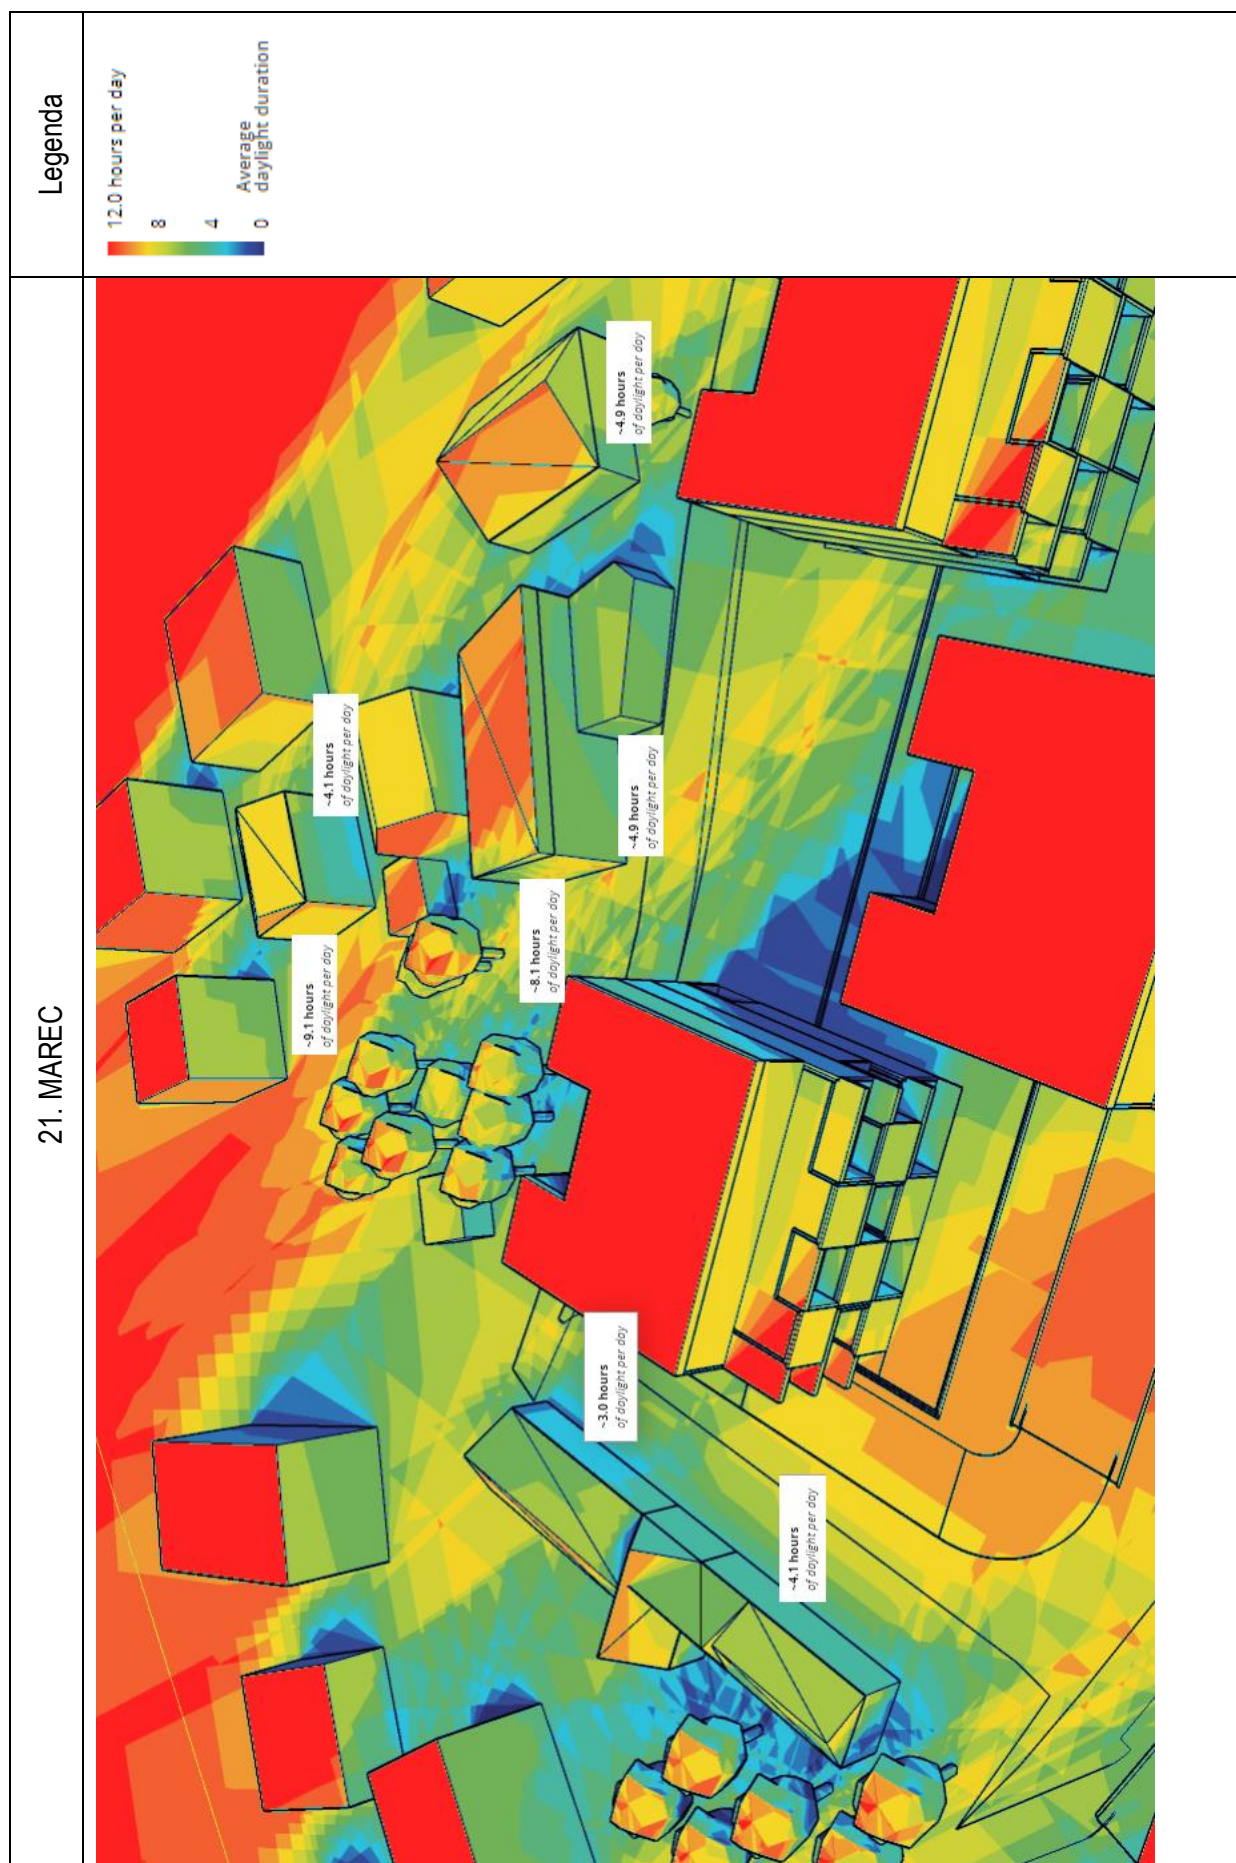 21. MAREC
Legenda
~3.0 hours
of daylight per day
~4.1 hours
of daylight per day
~9.1 hours
of daylight per day
~8.1 hours
of daylight per day
~4.1 hours
of daylight per day
~4.9 hours
of daylight per day
~4.9 hours
of daylight per day
12.0 hours per day
8
4
0
Average
daylight duration